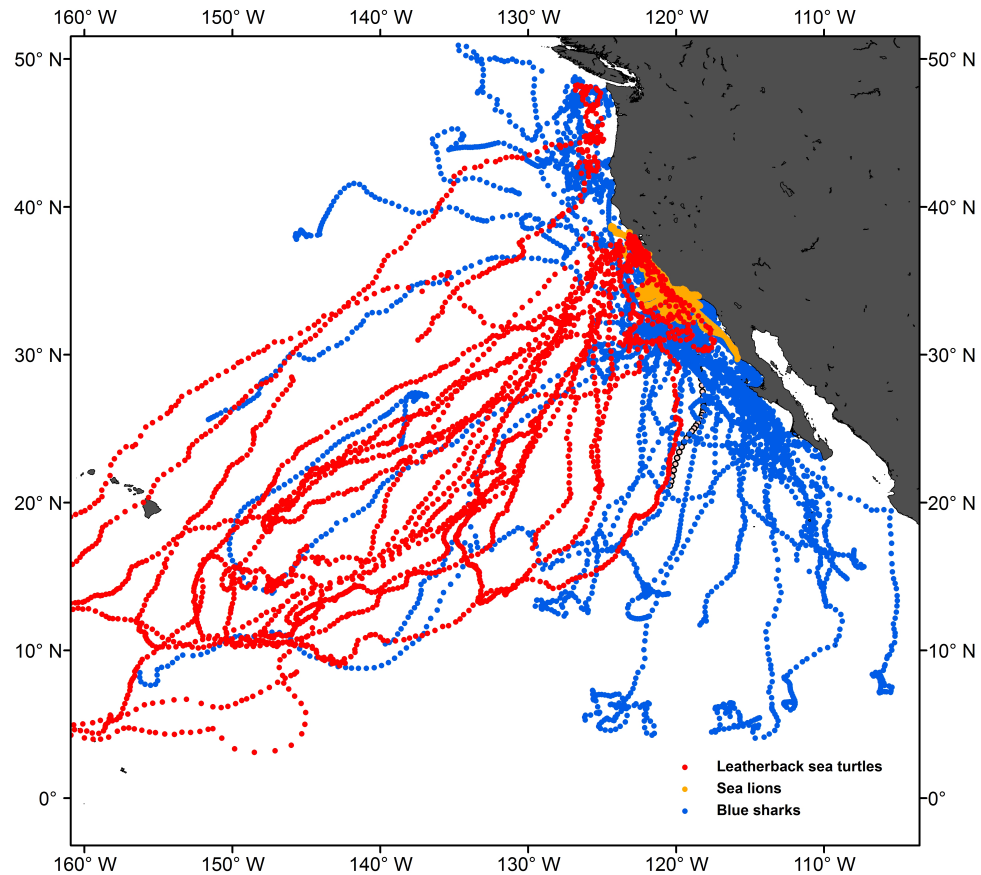 160° W 150° W 140° W 130° W 120° W 110° W
50° N 50° N
40° N 40° N
30° N 30° N
20° N 20° N
10° N 10° N
Leatherback sea turtles
Sea lions
0° 0°
Blue sharks
160° W 150° W 140° W 130° W 120° W 110° W